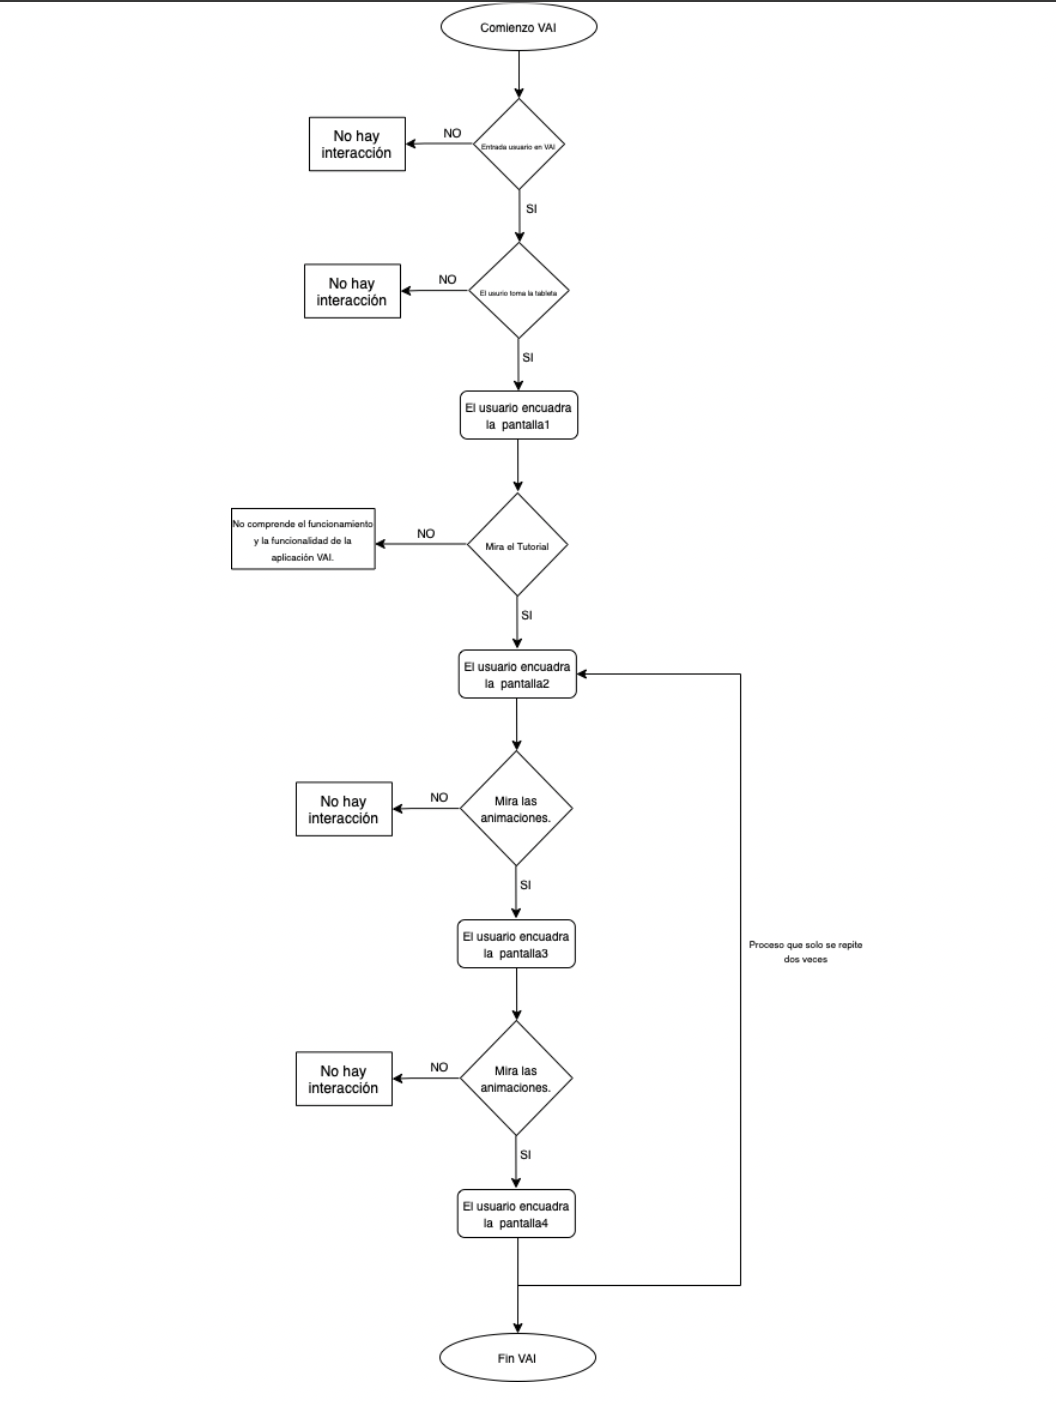 Comienzo VAI
NO
Entrada usuario en VAI
No hay
interacción
SI
NO
El usurio toma la tableta
No hay
interacción
SI
El usuario encuadra
la pantalla1
NO
Mira el Tutorial
No comprende el funcionamiento
y la funcionalidad de la
aplicación VAI.
SI
El usuario encuadra
la pantalla2
NO
Mira las
animaciones.
No hay
interacción
SI
El usuario encuadra
la pantalla3
Proceso que solo se repite
dos veces
NO
Mira las
animaciones.
No hay
interacción
SI
El usuario encuadra
la pantalla4
Fin VAI